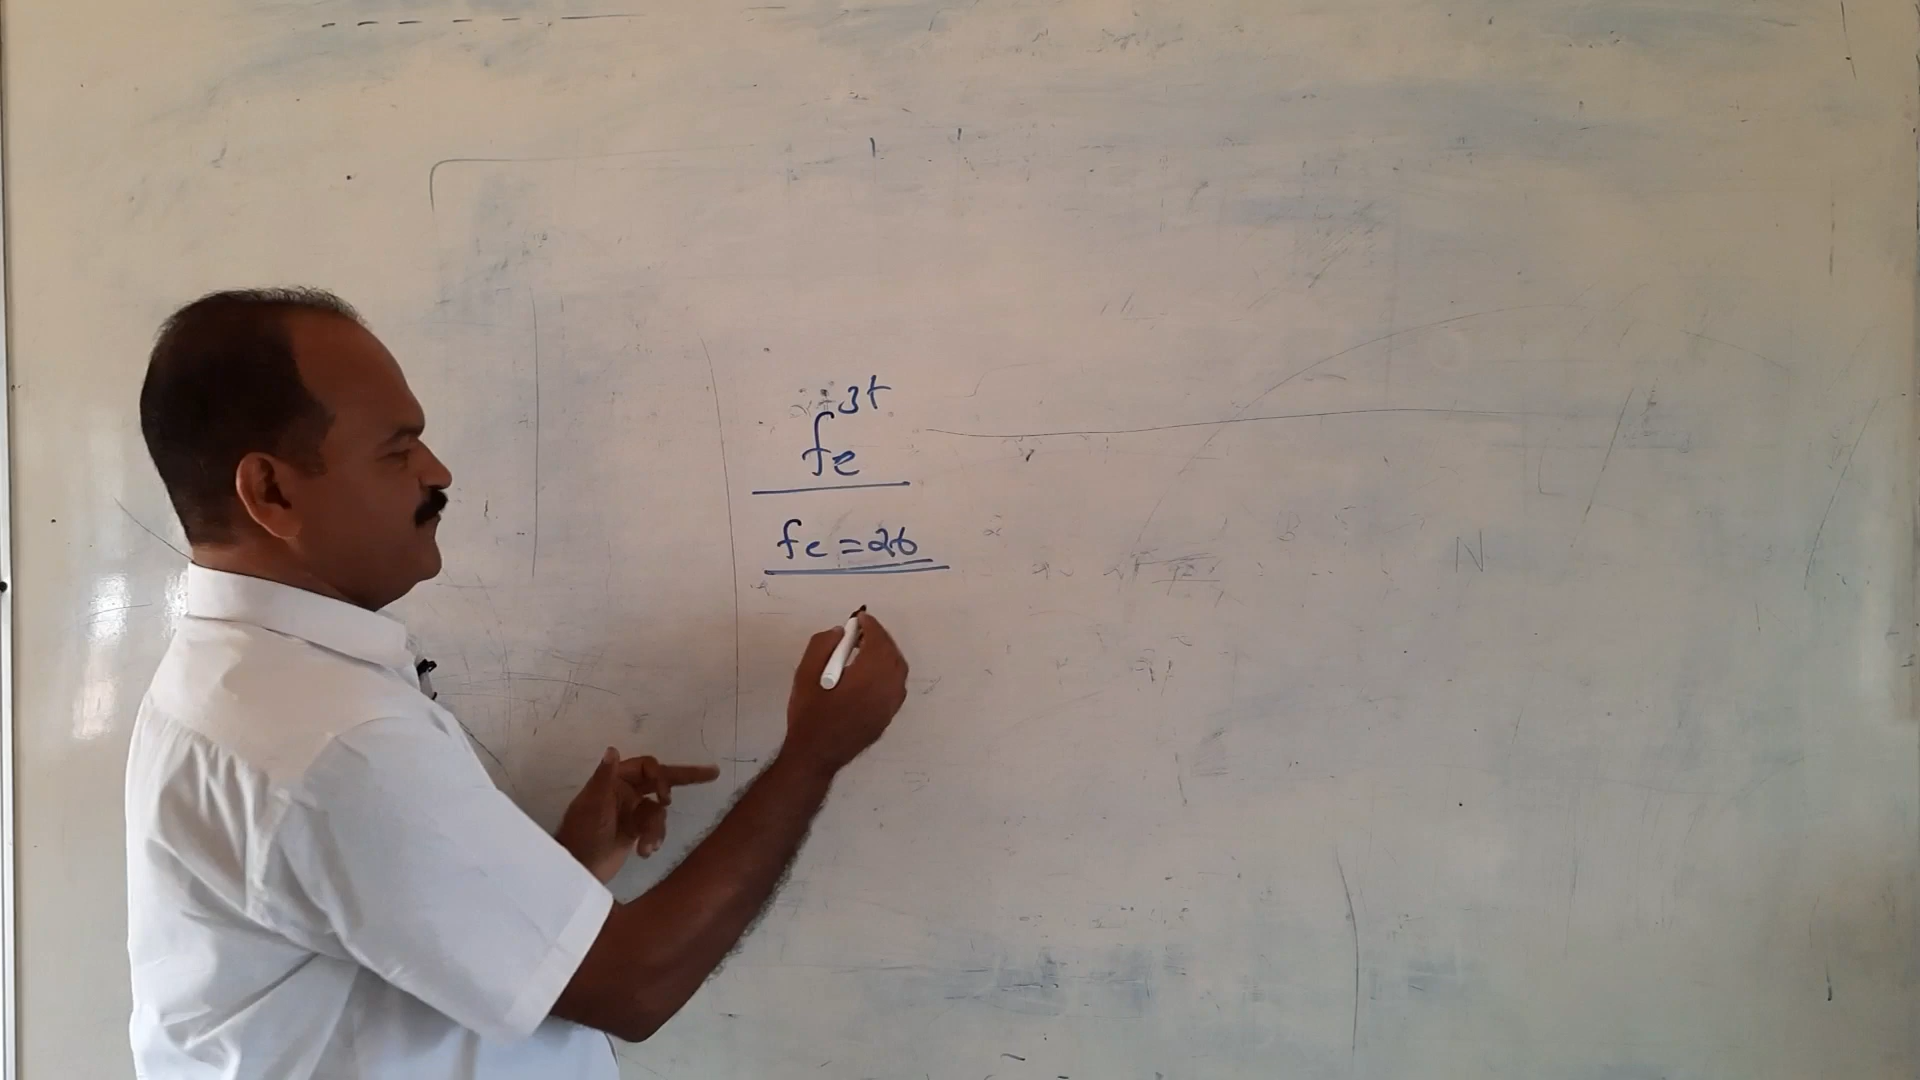 fe³⁺
fe = 26
N